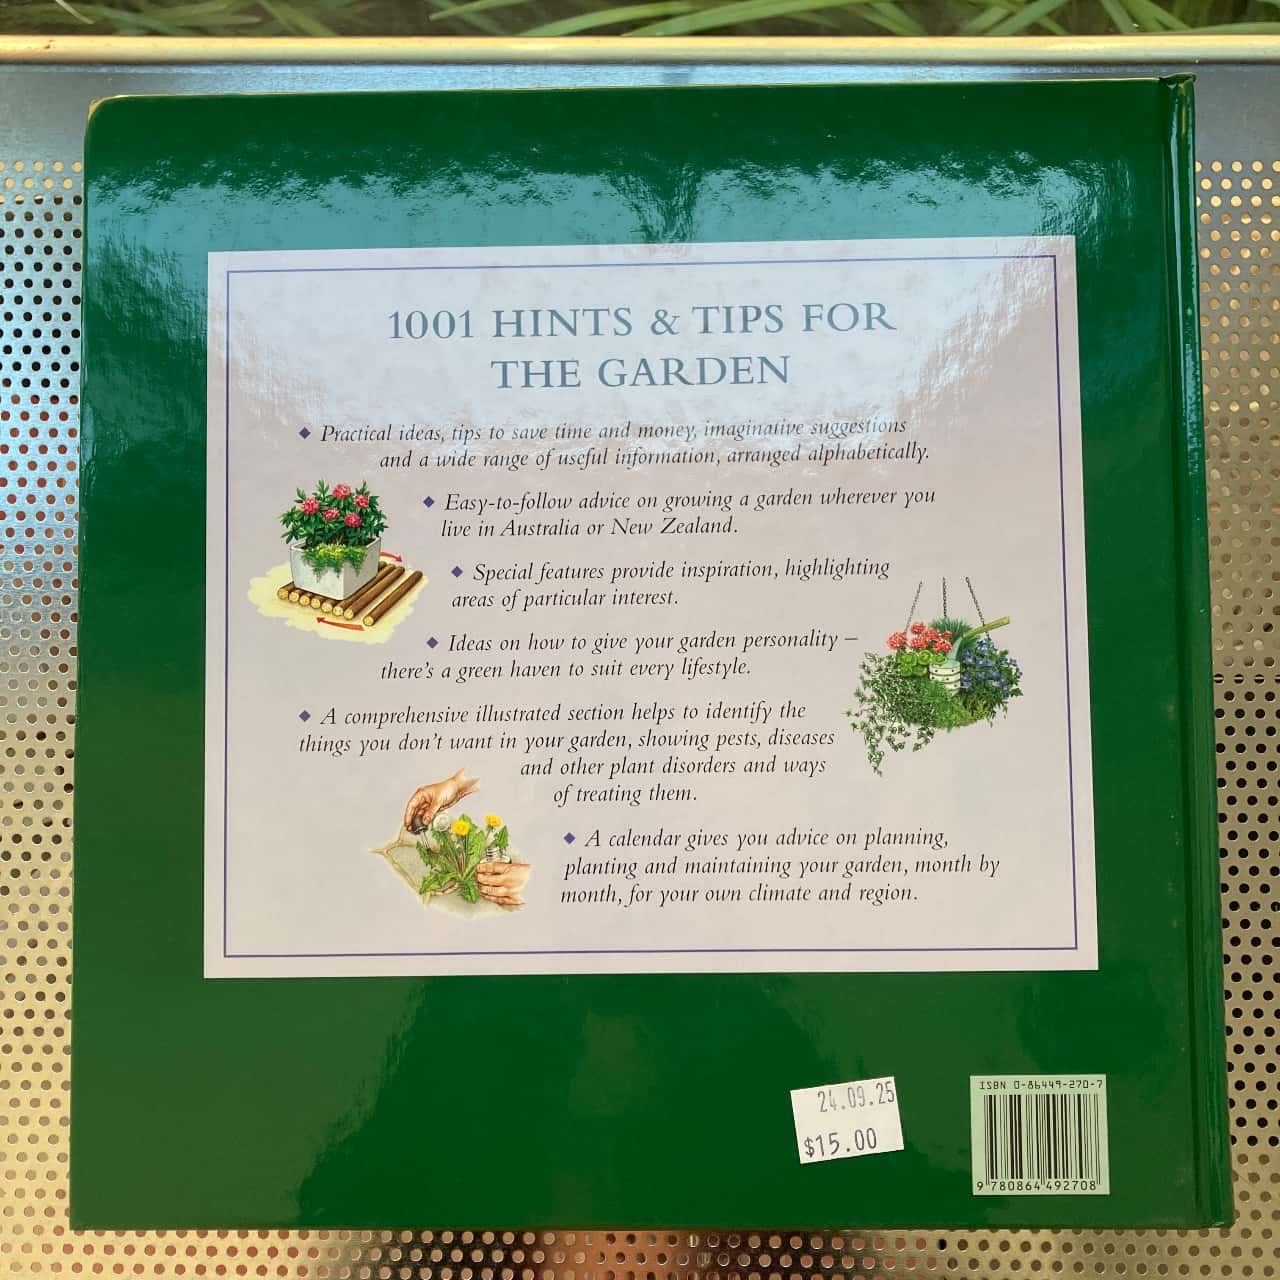 1001 HINTS & TIPS FOR
THE GARDEN
◆ Practical ideas, tips to save time and money, imaginative suggestions
and a wide range of useful information, arranged alphabetically.
◆ Easy-to-follow advice on growing a garden wherever you
live in Australia or New Zealand.
◆ Special features provide inspiration, highlighting
areas of particular interest.
◆ Ideas on how to give your garden personality –
there's a green haven to suit every lifestyle.
◆ A comprehensive illustrated section helps to identify the
things you don't want in your garden, showing pests, diseases
and other plant disorders and ways
of treating them.
◆ A calendar gives you advice on planning,
planting and maintaining your garden, month by
month, for your own climate and region.
24.09.25
$15.00
ISBN 0-86449-270-7
9 780864 492708